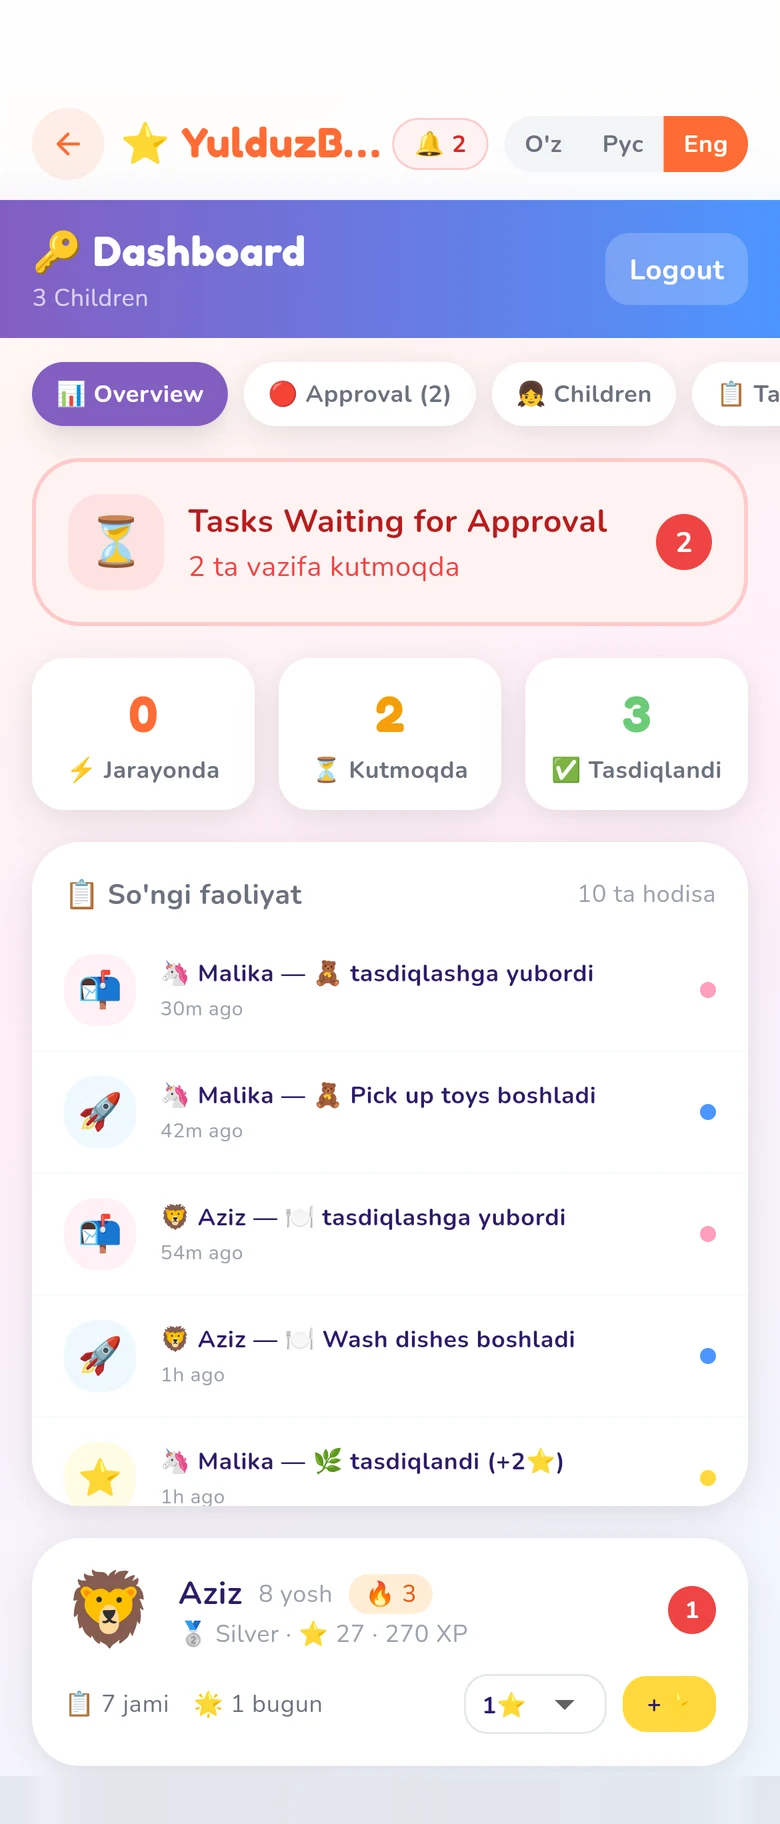 YulduzB...
2
O'z
Рус
Eng
Dashboard
3 Children
Logout
Overview
Approval (2)
Children
Ta
Tasks Waiting for Approval
2 ta vazifa kutmoqda
2
0
Jarayonda
2
Kutmoqda
3
Tasdiqlandi
So'ngi faoliyat
10 ta hodisa
Malika — 🧸 tasdiqlashga yubordi
30m ago
Malika — 🧸 Pick up toys boshladi
42m ago
Aziz — 🍽️ tasdiqlashga yubordi
54m ago
Aziz — 🍽️ Wash dishes boshladi
1h ago
Malika — 🌿 tasdiqlandi (+2⭐)
1h ago
Aziz 8 yosh 🔥 3
Silver · ⭐ 27 · 270 XP
1
7 jami
1 bugun
1⭐
+